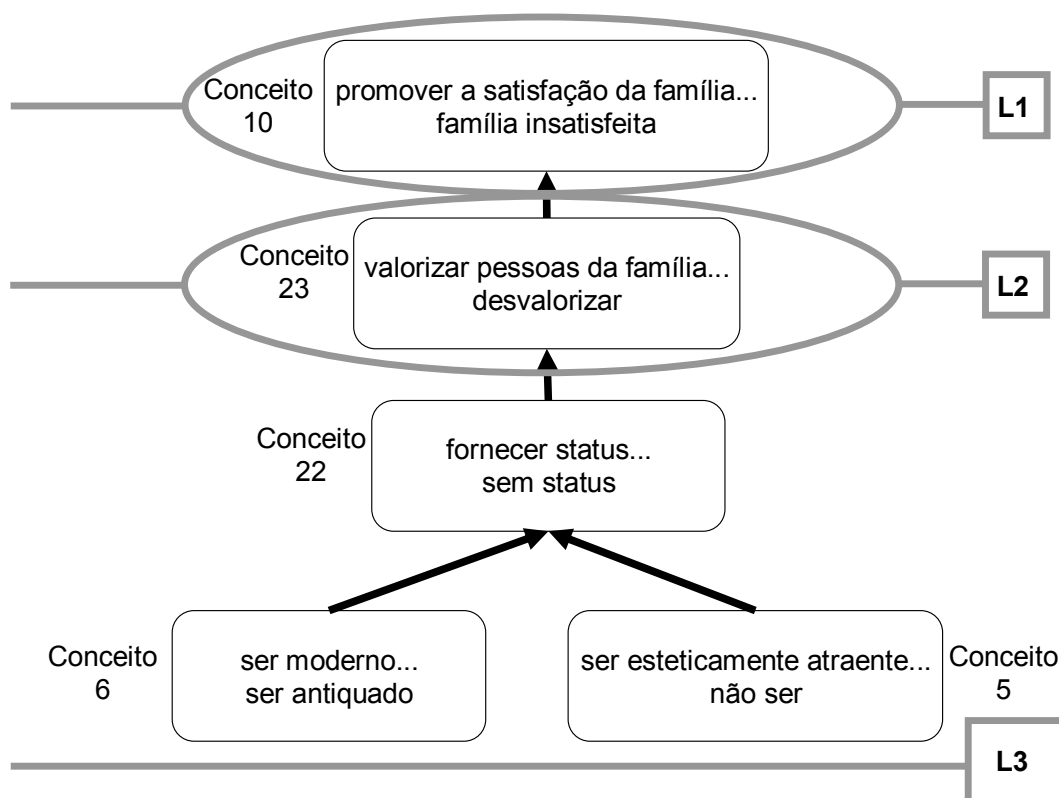 Conceito
10
promover a satisfação da família...
família insatisfeita
L1
Conceito
23
valorizar pessoas da família...
desvalorizar
L2
Conceito
22
fornecer status...
sem status
Conceito
6
ser moderno...
ser antiquado
ser esteticamente atraente...
não ser
Conceito
5
L3